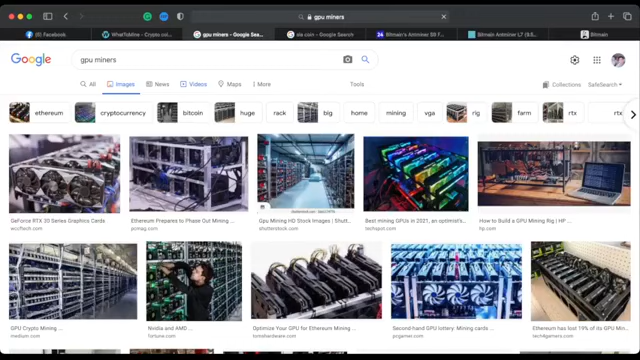 gpu miners
(8) Facebook
gpu miners - Google Sea...
sia coin - Google Search
Bitmain's Antminer S9 F...
Bitmain Antminer L7 (9.5...
Bitmain
Google
gpu miners
All
Images
News
Videos
Maps
More
Tools
Collections
SafeSearch
ethereum
cryptocurrency
bitcoin
huge
rack
big
home
mining
vga
rig
farm
rtx
rtx
GeForce RTX 30 Series Graphics Cards
wccftech.com
Ethereum Prepares to Phase Out Mining ...
pcmag.com
Gpu Mining HD Stock Images | Shutt...
shutterstock.com
Best mining GPUs in 2021, an optimist's...
techspot.com
How to Build a GPU Mining Rig | HP ...
hp.com
GPU Crypto Mining ...
medium.com
Nvidia and AMD ...
fortune.com
Optimize Your GPU for Ethereum Mining ...
tomshardware.com
Second-hand GPU lottery: Mining cards ...
pcgamer.com
Ethereum has lost 19% of its GPU M...
tech4gamers.com